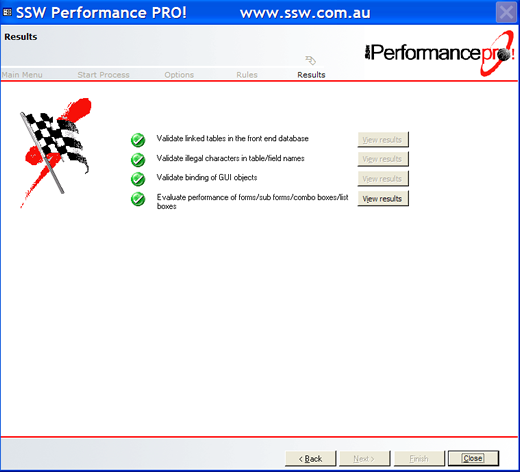 SSW Performance PRO! www.ssw.com.au
Results
ssw Performancepro!
Main Menu Start Process Options Rules Results
Validate linked tables in the front end database View results
Validate illegal characters in table/field names View results
Validate binding of GUI objects View results
Evaluate performance of forms/sub forms/combo boxes/list View results
boxes
< Back Next > Finish Close